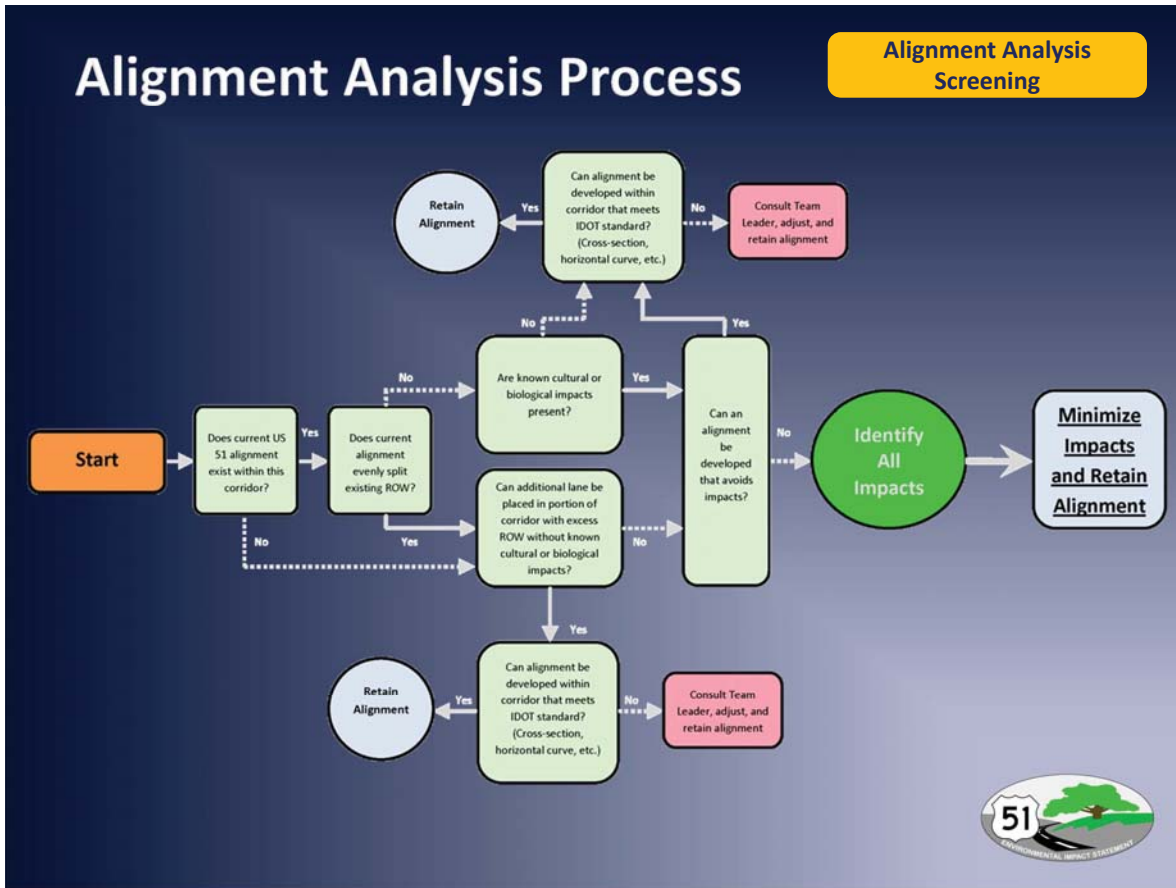 Alignment Analysis Process
Alignment Analysis
Screening
Retain
Alignment
Yes
Can alignment be
developed within
corridor that meets
IDOT standard?
(Cross-section,
horizontal curve, etc.)
No
Consult Team
Leader, adjust, and
retain alignment
No
Yes
Start
Does current US
51 alignment
exist within this
corridor?
Yes
Does current
alignment
evenly split
existing ROW?
No
Are known cultural or
biological impacts
present?
Yes
Can an
alignment
be
developed
that avoids
impacts?
No
Identify
All
Impacts
Minimize
Impacts
and Retain
Alignment
No
Yes
Can additional lane be
placed in portion of
corridor with excess
ROW without known
cultural or biological
impacts?
No
Yes
Retain
Alignment
Yes
Can alignment be
developed within
corridor that meets
IDOT standard?
(Cross-section,
horizontal curve, etc.)
No
Consult Team
Leader, adjust, and
retain alignment
51
ENVIRONMENTAL IMPACT STATEMENT